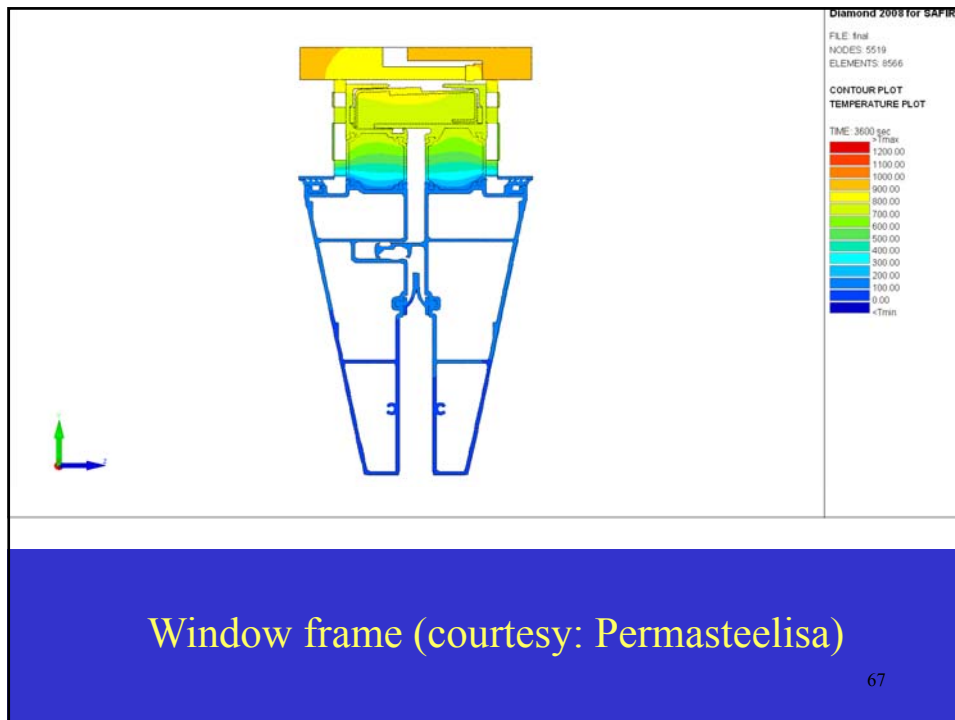 Diamond 2008 for SAFIR
FILE: final
NODES: 5519
ELEMENTS: 8566
CONTOUR PLOT
TEMPERATURE PLOT
TIME: 3600 sec
>Tmax
1200.00
1100.00
1000.00
900.00
800.00
700.00
600.00
500.00
400.00
300.00
200.00
100.00
0.00
<Tmin
Y
Z
Window frame (courtesy: Permasteelisa)
67